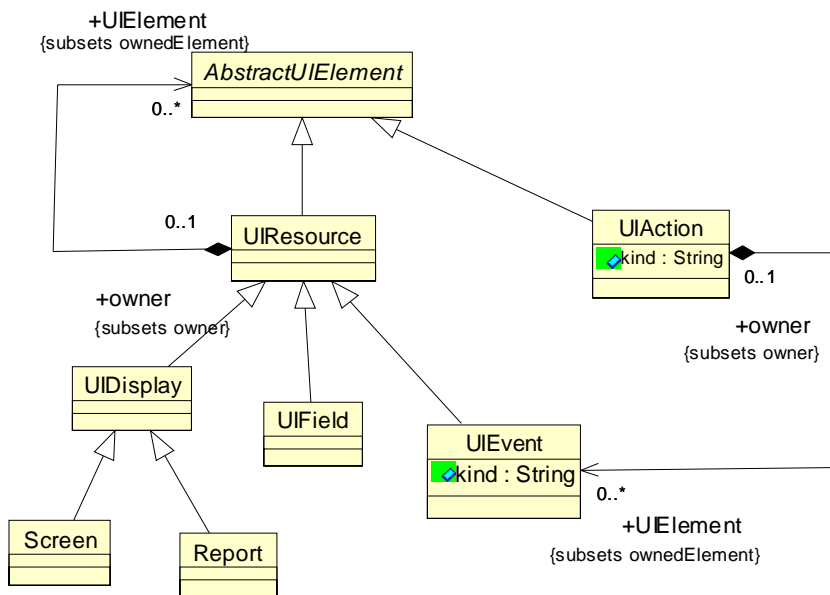 +UIElement
{subsets ownedElement}
AbstractUIElement
0..*
0..1
UIResource
UIAction
kind : String
0..1
+owner
{subsets owner}
+owner
{subsets owner}
UIDisplay
UIField
UIEvent
kind : String
0..*
+UIElement
{subsets ownedElement}
Screen
Report